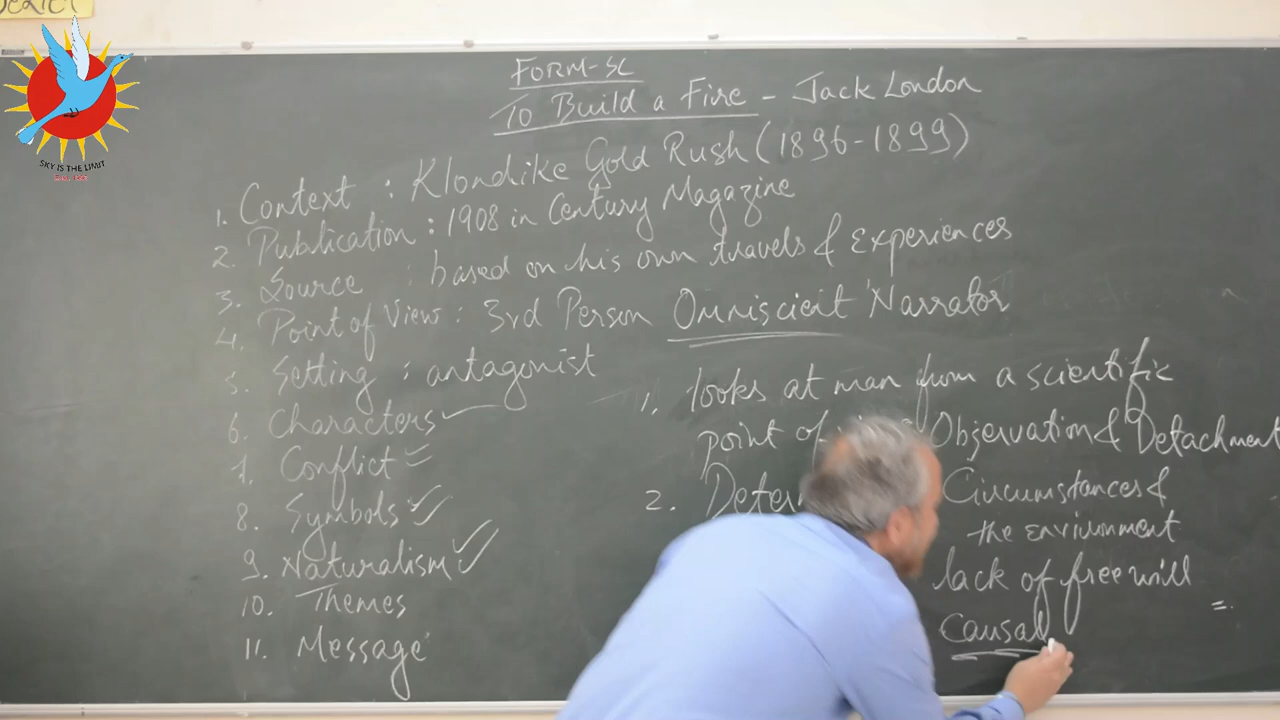 FORM-SL
To Build a Fire - Jack London
1. Context : Klondike Gold Rush (1896-1899)
2. Publication : 1908 in Century Magazine
3. Source : based on his own travels & experiences
4. Point of View : 3rd Person Omniscient Narrator
5. Setting : antagonist
6. Characters
7. Conflict
8. Symbols
9. Naturalism
10. Themes
11. Message
1. looks at man from a scientific
point of Observation & Detachment
2. Circumstances &
the environment
lack of free will
Causal
SKY IS THE LIMIT